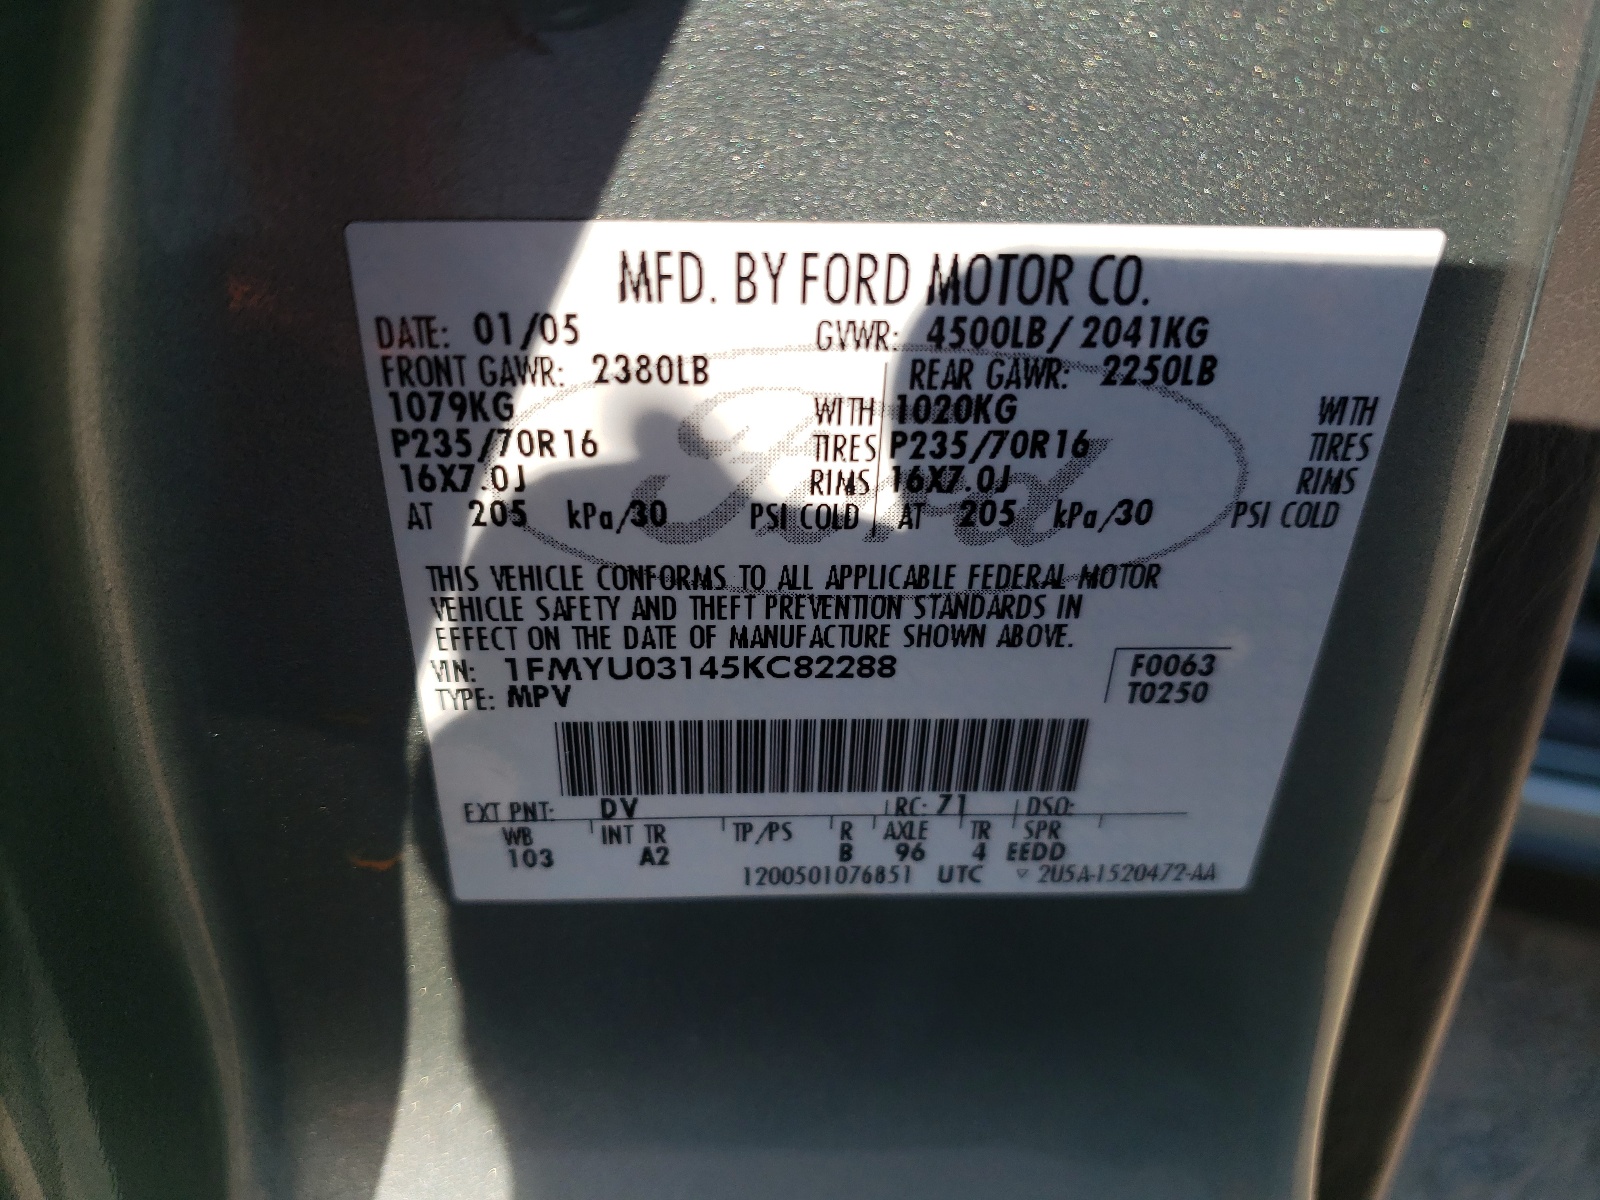 MFD. BY FORD MOTOR CO.
DATE: 01/05 GVWR: 4500LB/ 2041KG
FRONT GAWR: 2380LB REAR GAWR: 2250LB
1079KG WITH 1020KG WITH
P235/70R16 TIRES P235/70R16 TIRES
16X7.0J RIMS 16X7.0J RIMS
AT 205 kPa/30 PSI COLD AT 205 kPa/30 PSI COLD
Ford
THIS VEHICLE CONFORMS TO ALL APPLICABLE FEDERAL MOTOR
VEHICLE SAFETY AND THEFT PREVENTION STANDARDS IN
EFFECT ON THE DATE OF MANUFACTURE SHOWN ABOVE.
VIN: 1FMYU03145KC82288 F0063
TYPE: MPV T0250
EXT PNT: DV RC: 71 DSO:
WB INT TR TP/PS R AXLE TR SPR
103 A2 B 96 4 EEDD
1200501076851 UTC ▽ 2U5A-1520472-AA